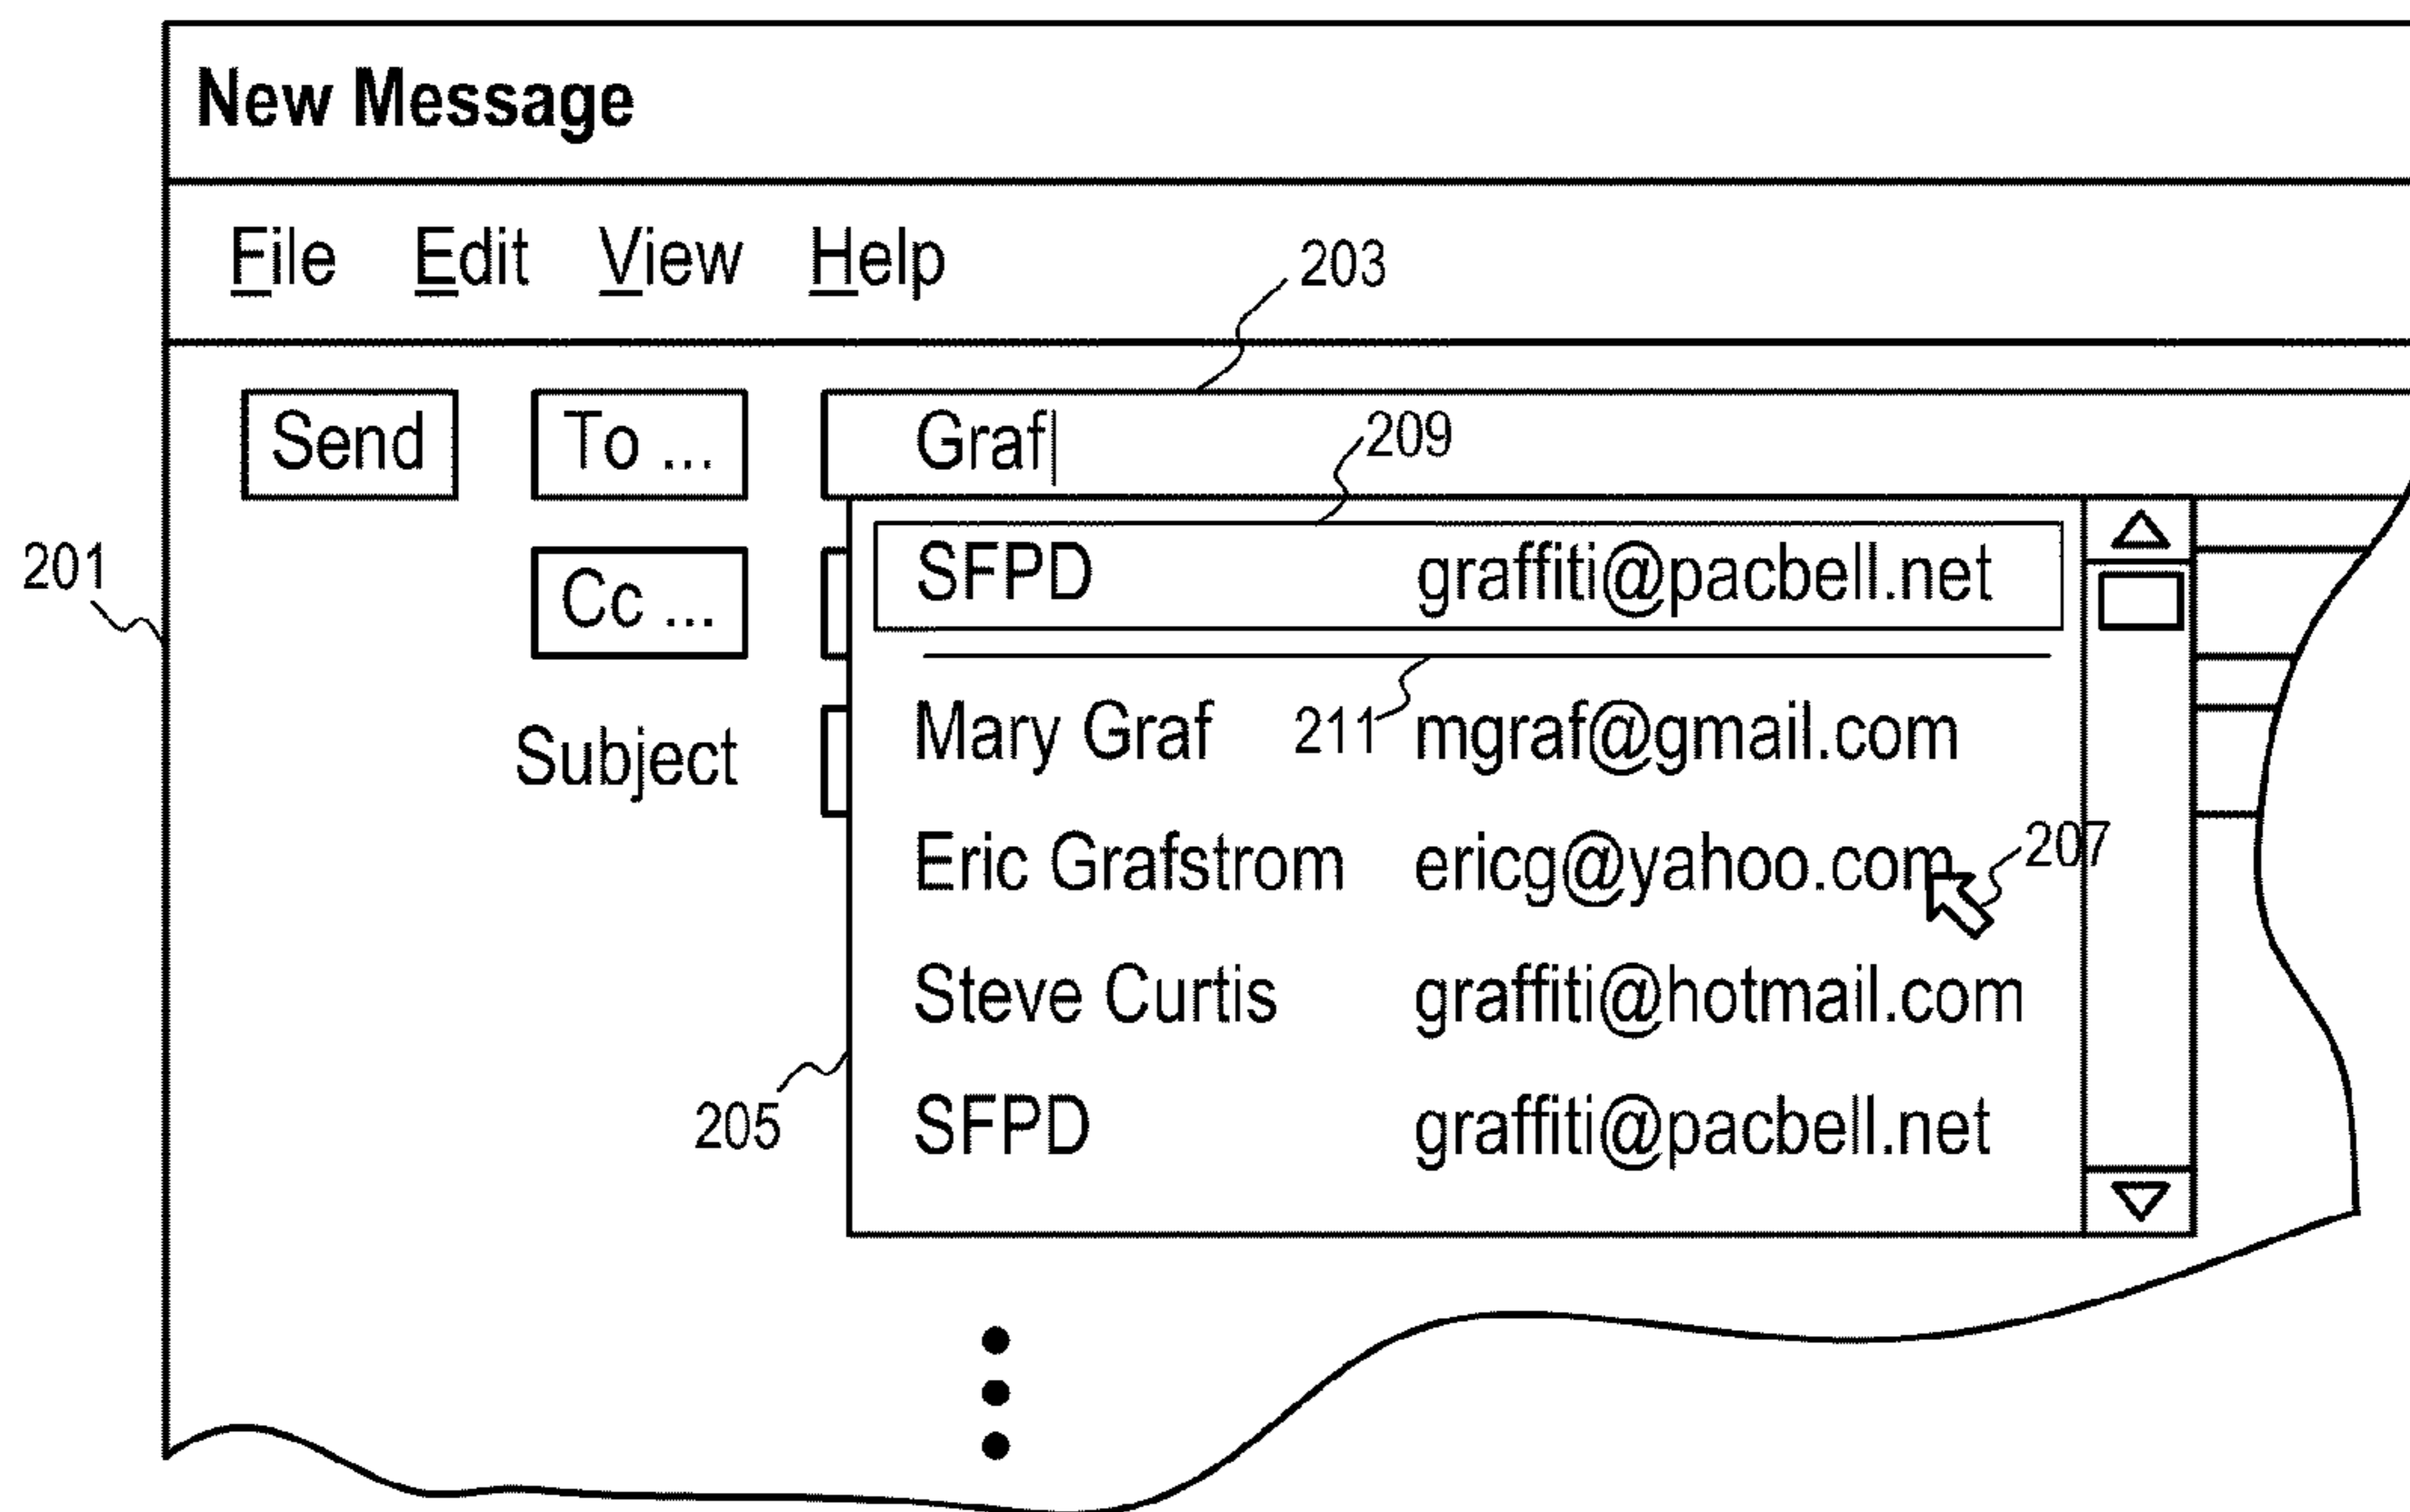 New Message
File Edit View Help
203
Send To ... Graf
209
SFPD graffiti@pacbell.net
201
Cc ...
Mary Graf 211 mgraf@gmail.com
Subject
Eric Grafstrom ericg@yahoo.com 207
Steve Curtis graffiti@hotmail.com
205
SFPD graffiti@pacbell.net